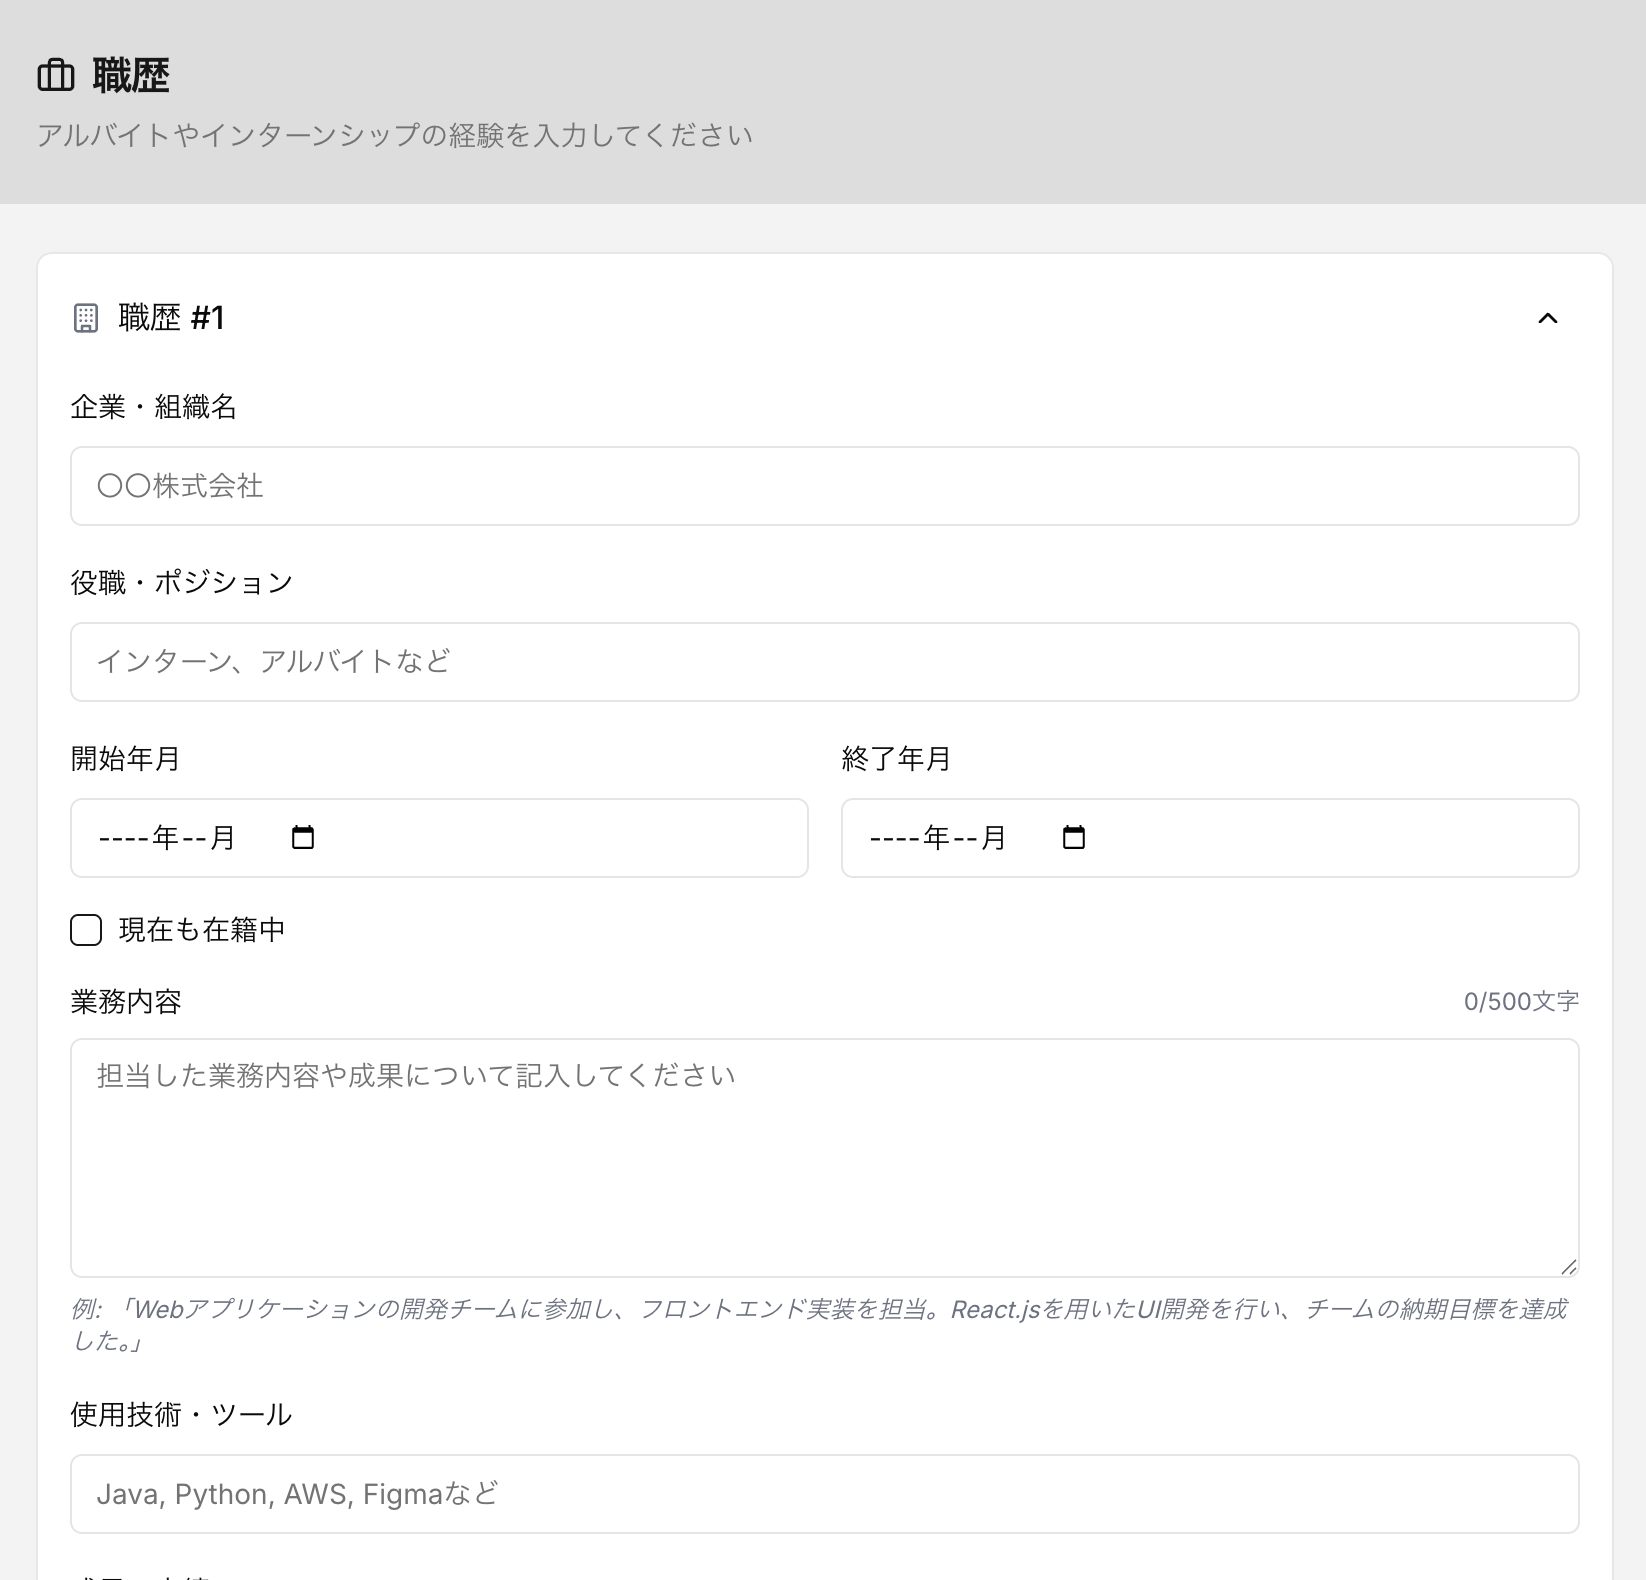 職歴
アルバイトやインターンシップの経験を入力してください
職歴 #1
企業・組織名
〇〇株式会社
役職・ポジション
インターン、アルバイトなど
開始年月
終了年月
----年--月
----年--月
現在も在籍中
業務内容
0/500文字
担当した業務内容や成果について記入してください
例: 「Webアプリケーションの開発チームに参加し、フロントエンド実装を担当。React.jsを用いたUI開発を行い、チームの納期目標を達成
した。」
使用技術・ツール
Java, Python, AWS, Figmaなど